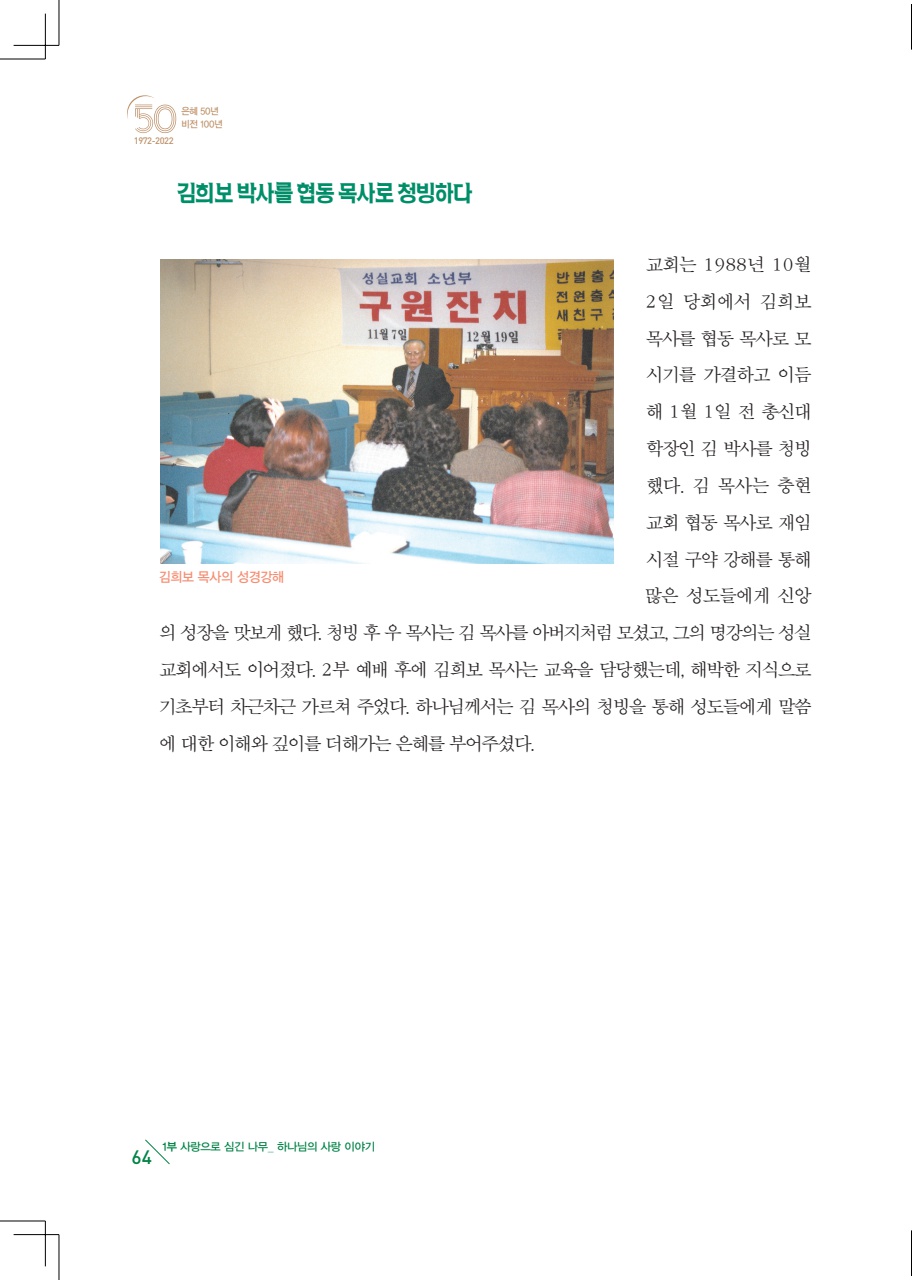 50
은혜 50년
비전 100년
1972-2022
김희보 박사를 협동 목사로 청빙하다
성실교회 소년부
구원잔치
11월 7일
12월 19일
반별출석
전원출석
새친구
김희보 목사의 성경강해
교회는 1988년 10월
2일 당회에서 김희보
목사를 협동 목사로 모
시기를 가결하고 이듬
해 1월 1일 전 총신대
학장인 김 박사를 청빙
했다. 김 목사는 충현
교회 협동 목사로 재임
시절 구약 강해를 통해
많은 성도들에게 신앙
의 성장을 맛보게 했다. 청빙 후 우 목사는 김 목사를 아버지처럼 모셨고, 그의 명강의는 성실
교회에서도 이어졌다. 2부 예배 후에 김희보 목사는 교육을 담당했는데, 해박한 지식으로
기초부터 차근차근 가르쳐 주었다. 하나님께서는 김 목사의 청빙을 통해 성도들에게 말씀
에 대한 이해와 깊이를 더해가는 은혜를 부어주셨다.
64
1부 사랑으로 심긴 나무_ 하나님의 사랑 이야기